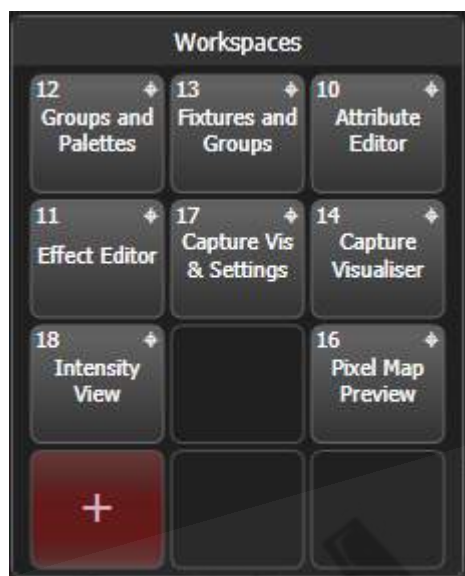 Workspaces
12
Groups and
Palettes
13
Fixtures and
Groups
10
Attribute
Editor
11
Effect Editor
17
Capture Vis
& Settings
14
Capture
Visualiser
18
Intensity
View
16
Pixel Map
Preview
+